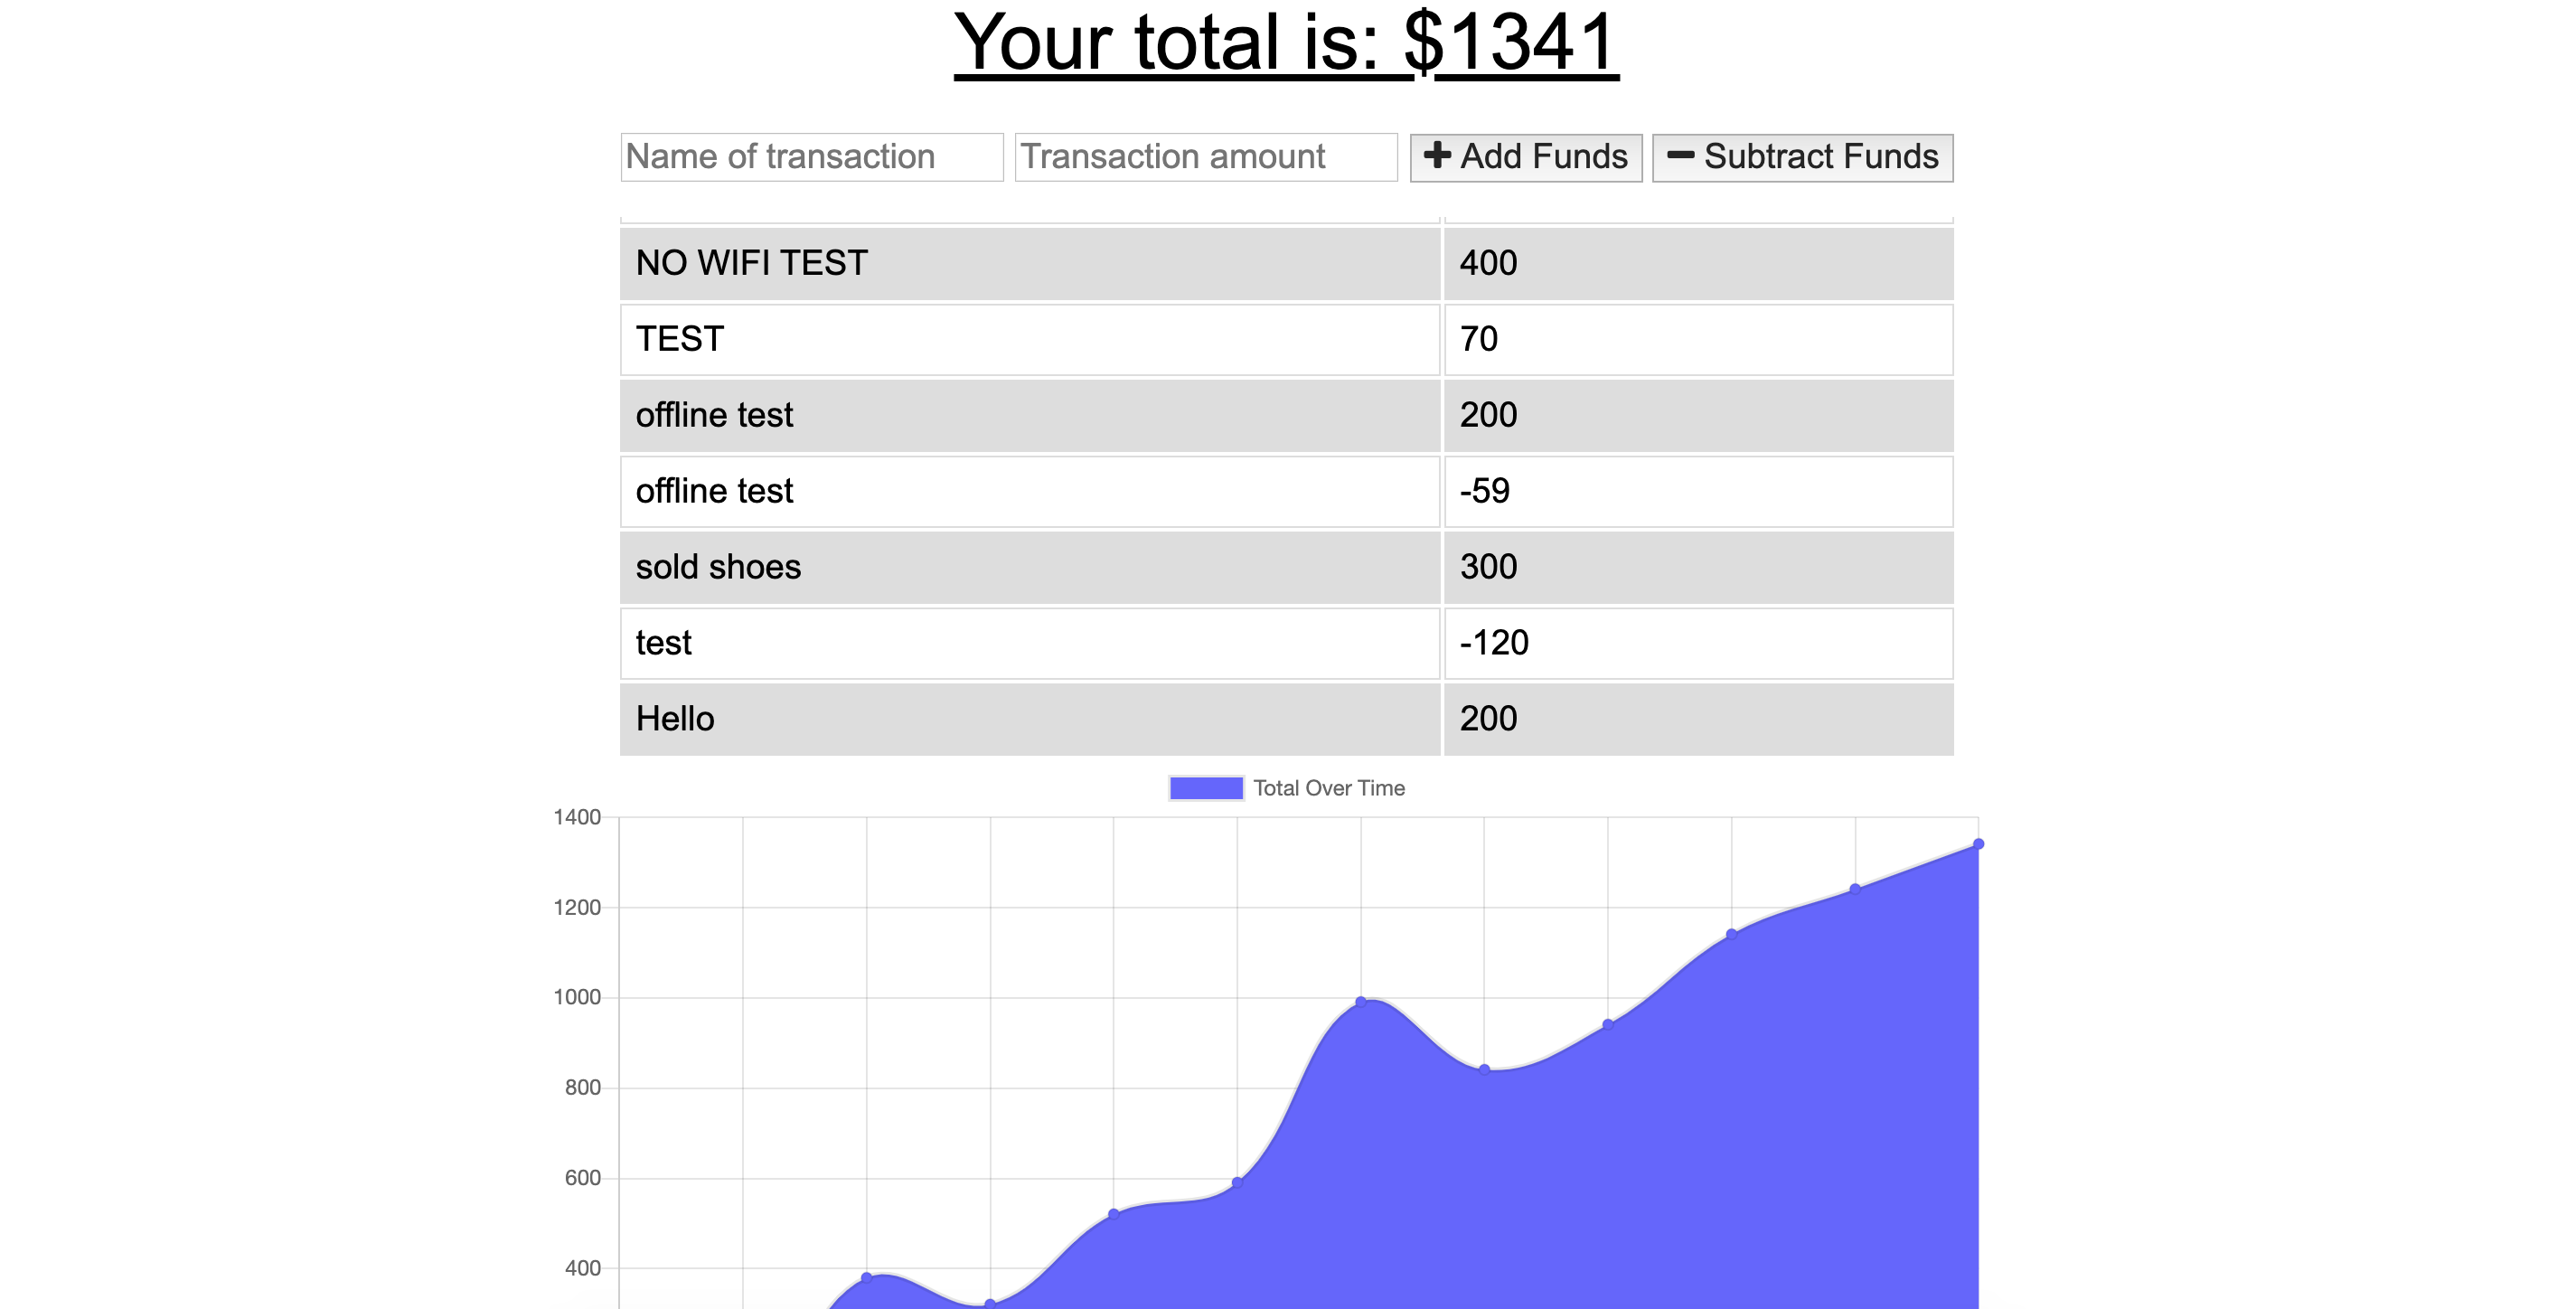 Your total is: $1341
Name of transaction Transaction amount Add Funds Subtract Funds
NO WIFI TEST 400
TEST 70
offline test 200
offline test -59
sold shoes 300
test -120
Hello 200
Total Over Time
1400
1200
1000
800
600
400